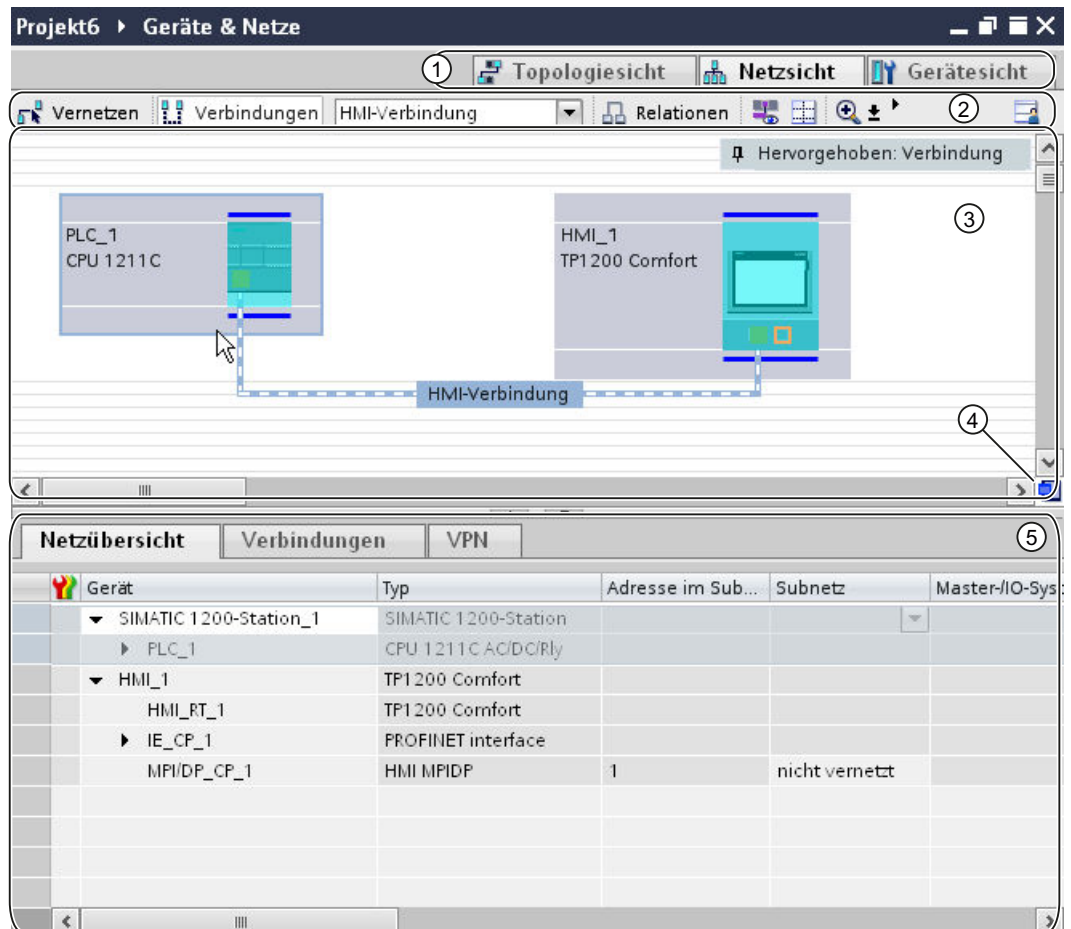 Projekt6 ▸ Geräte & Netze
1 Topologiesicht Netzsicht Gerätesicht
Vernetzen Verbindungen HMI-Verbindung Relationen 2
Hervorgehoben: Verbindung
3
PLC_1
CPU 1211C
HMI_1
TP1200 Comfort
HMI-Verbindung
4
Netzübersicht Verbindungen VPN 5
Gerät Typ Adresse im Sub... Subnetz Master-/IO-Sys
SIMATIC 1200-Station_1 SIMATIC 1200-Station
PLC_1 CPU 1211C AC/DC/Rly
HMI_1 TP1200 Comfort
HMI_RT_1 TP1200 Comfort
IE_CP_1 PROFINET interface
MPI/DP_CP_1 HMI MPIDP 1 nicht vernetzt